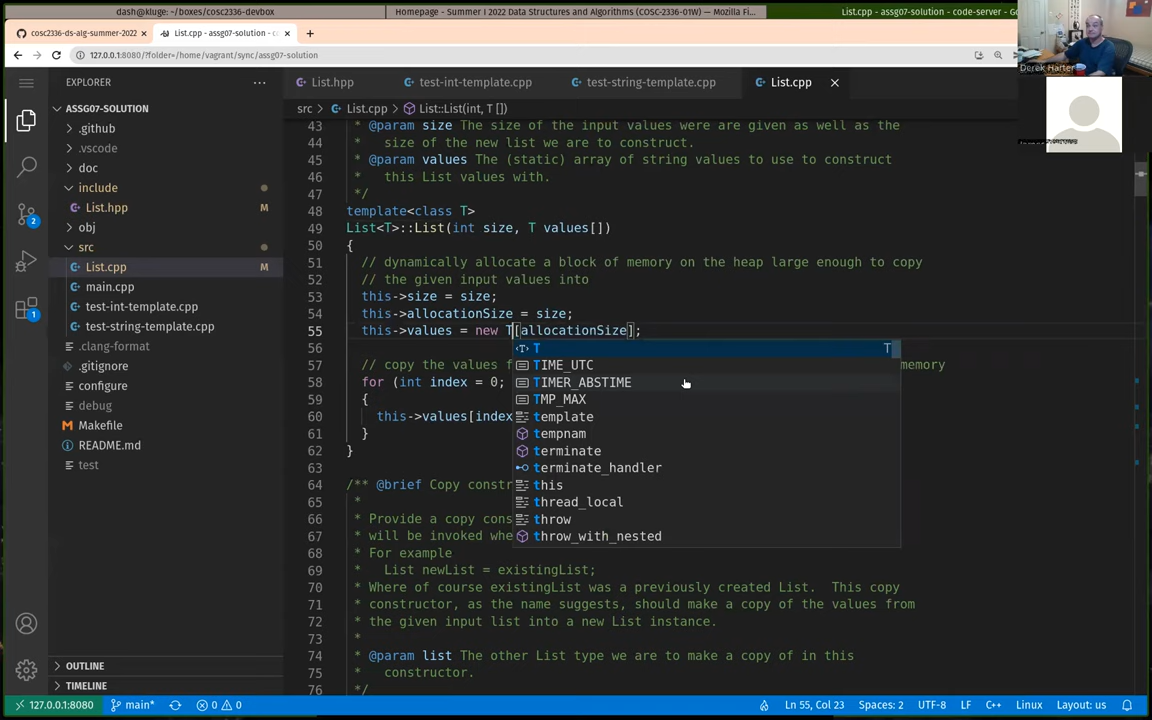 dash@kluge: ~/boxes/cosc2336-devbox
Homepage - Summer I 2022 Data Structures and Algorithms (COSC-2336-01W) — Mozilla Fi...
List.cpp - assg07-solution - code-server — Go
cosc2336-ds-alg-summer-2022
List.cpp - assg07-solution - co
127.0.0.1:8080/?folder=/home/vagrant/sync/assg07-solution
Derek Harter
EXPLORER
List.hpp
test-int-template.cpp
test-string-template.cpp
List.cpp
ASSG07-SOLUTION
src > List.cpp > List::List(int, T [])
.github
.vscode
doc
include
List.hpp M
obj
src
List.cpp M
main.cpp
test-int-template.cpp
test-string-template.cpp
.clang-format
.gitignore
configure
debug
Makefile
README.md
test
OUTLINE
TIMELINE
2
1
43 * @param size The size of the input values were are given as well as the
44 * size of the new list we are to construct.
45 * @param values The (static) array of string values to use to construct
46 * this List values with.
47 */
48 template<class T>
49 List<T>::List(int size, T values[])
50 {
51 // dynamically allocate a block of memory on the heap large enough to copy
52 // the given input values into
53 this->size = size;
54 this->allocationSize = size;
55 this->values = new T[allocationSize];
56
57 // copy the values f memory
58 for (int index = 0;
59 {
60 this->values[index
61 }
62 }
63
64 /** @brief Copy const
65 *
66 * Provide a copy cons
67 * will be invoked whe
68 * For example
69 * List newList = existingList;
70 * Where of course existingList was a previously created List. This copy
71 * constructor, as the name suggests, should make a copy of the values from
72 * the given input list into a new List instance.
73 *
74 * @param list The other List type we are to make a copy of in this
75 * constructor.
76 */
T T
TIME_UTC
TIMER_ABSTIME
TMP_MAX
template
tempnam
terminate
terminate_handler
this
thread_local
throw
throw_with_nested
127.0.0.1:8080 main* 0 0 Ln 55, Col 23 Spaces: 2 UTF-8 LF C++ Linux Layout: us